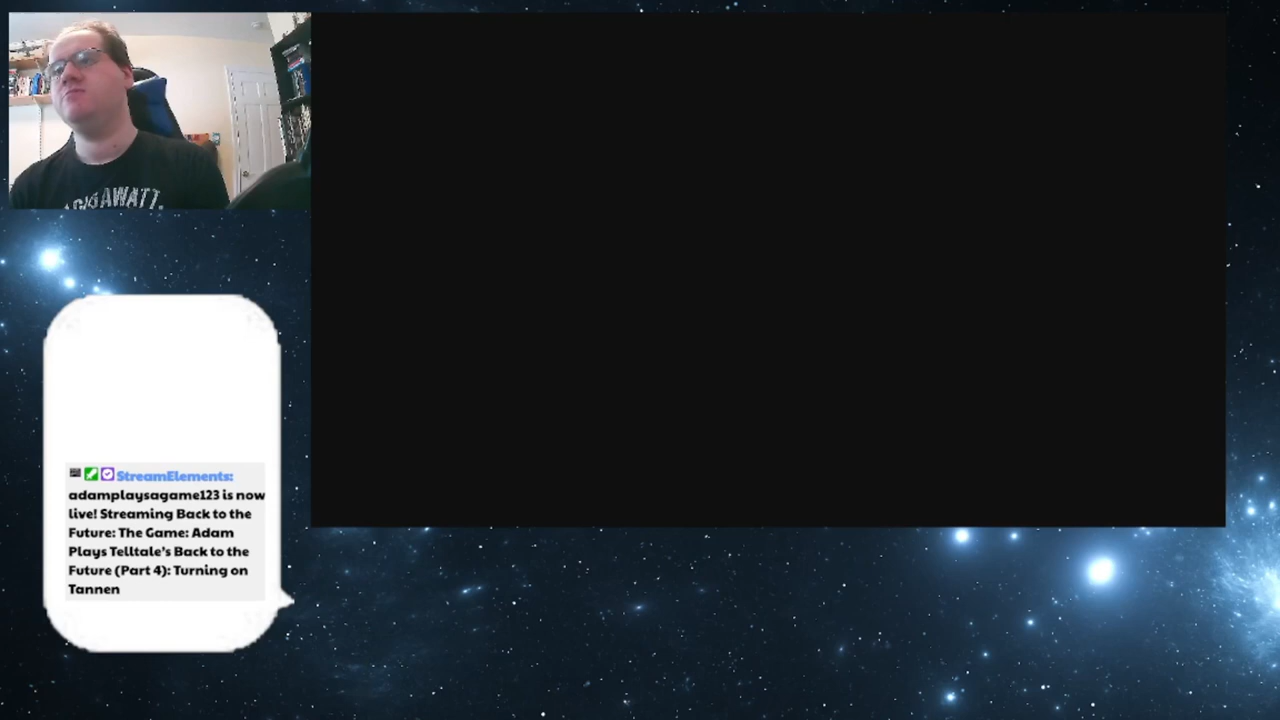 StreamElements:
adamplaysagame123 is now
live! Streaming Back to the
Future: The Game: Adam
Plays Telltale's Back to the
Future (Part 4): Turning on
Tannen